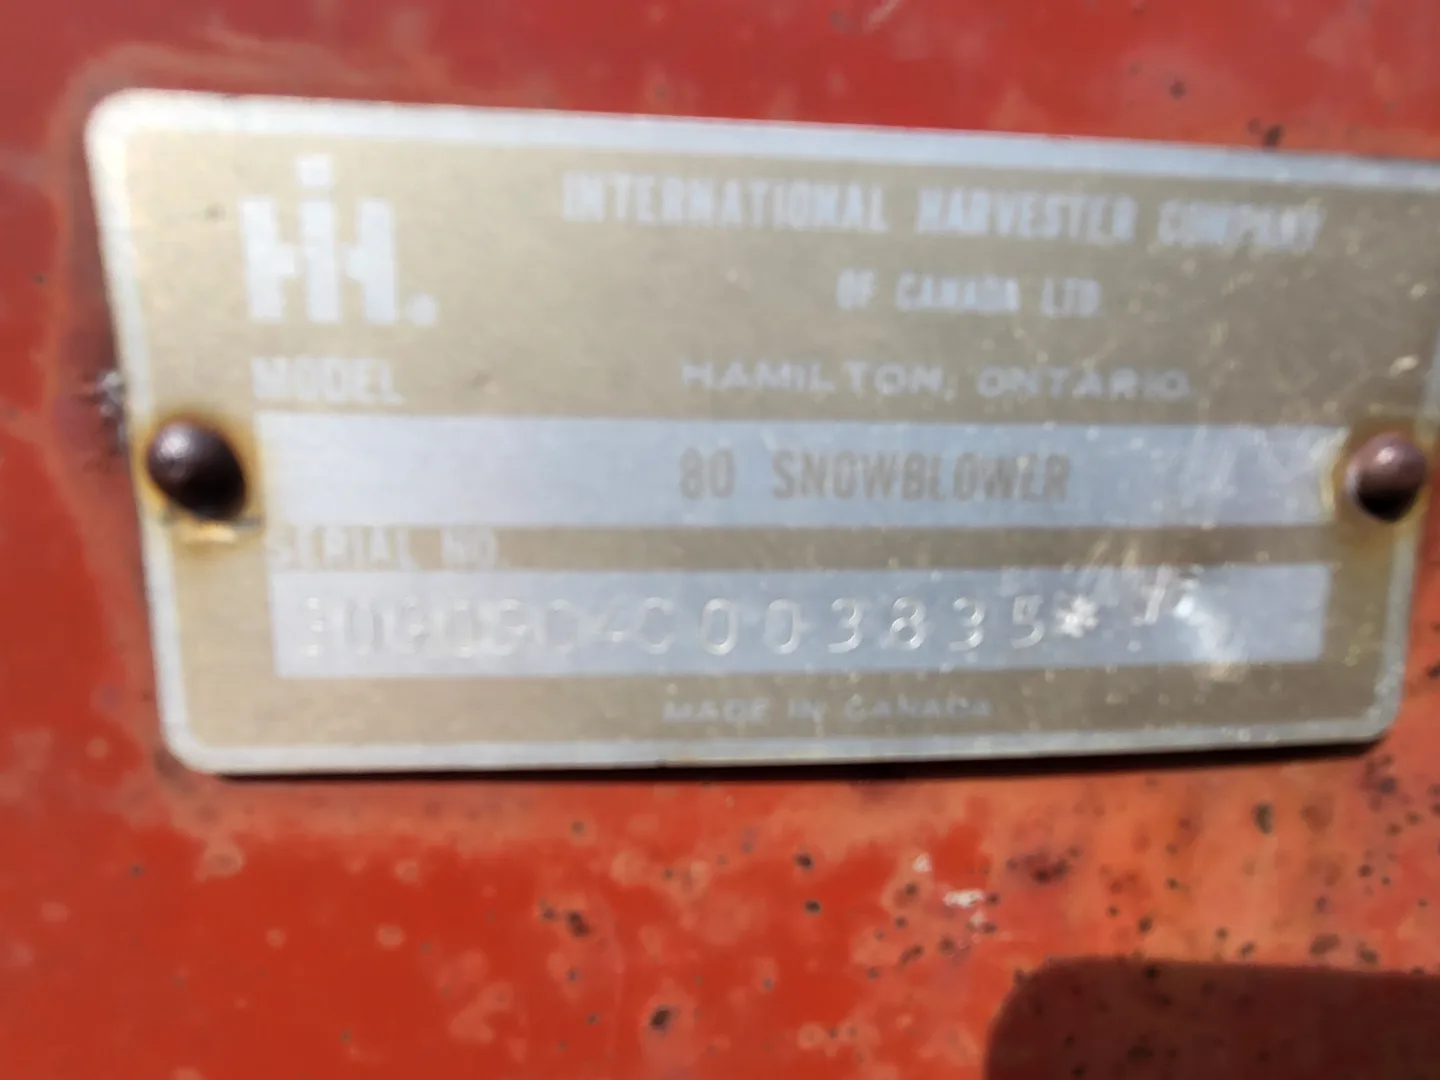 IH.
INTERNATIONAL HARVESTER COMPANY
OF CANADA LTD.
HAMILTON, ONTARIO.
MODEL
80 SNOWBLOWER
SERIAL NO.
MADE IN CANADA